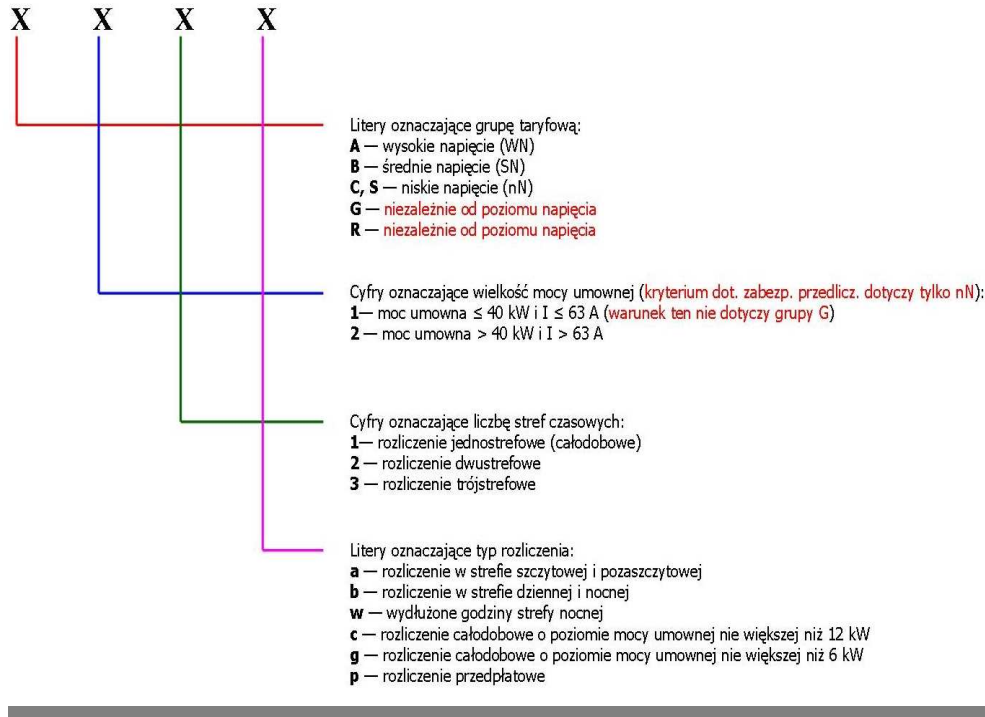 X X X X
Litery oznaczające grupę taryfową:
A — wysokie napięcie (WN)
B — średnie napięcie (SN)
C, S — niskie napięcie (nN)
G — niezależnie od poziomu napięcia
R — niezależnie od poziomu napięcia
Cyfry oznaczające wielkość mocy umownej (kryterium dot. zabezp. przedlicz. dotyczy tylko nN):
1— moc umowna ≤ 40 kW i I ≤ 63 A (warunek ten nie dotyczy grupy G)
2 — moc umowna > 40 kW i I > 63 A
Cyfry oznaczające liczbę stref czasowych:
1— rozliczenie jednostrefowe (całodobowe)
2 — rozliczenie dwustrefowe
3 — rozliczenie trójstrefowe
Litery oznaczające typ rozliczenia:
a — rozliczenie w strefie szczytowej i pozaszczytowej
b — rozliczenie w strefie dziennej i nocnej
w — wydłużone godziny strefy nocnej
c — rozliczenie całodobowe o poziomie mocy umownej nie większej niż 12 kW
g — rozliczenie całodobowe o poziomie mocy umownej nie większej niż 6 kW
p — rozliczenie przedpłatowe